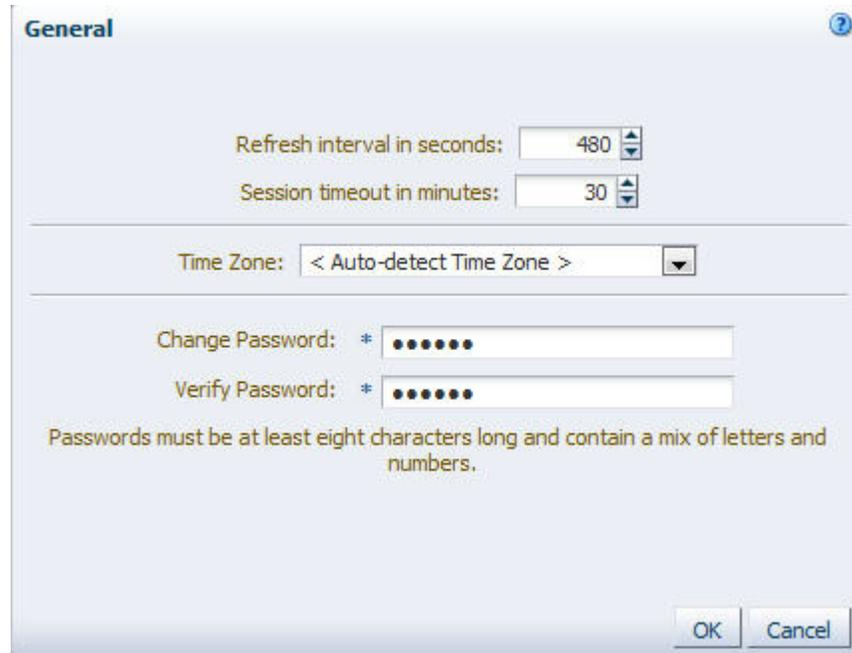 General
Refresh interval in seconds: 480
Session timeout in minutes: 30
Time Zone: < Auto-detect Time Zone >
Change Password: * ●●●●●●
Verify Password: * ●●●●●●
Passwords must be at least eight characters long and contain a mix of letters and
numbers.
OK Cancel